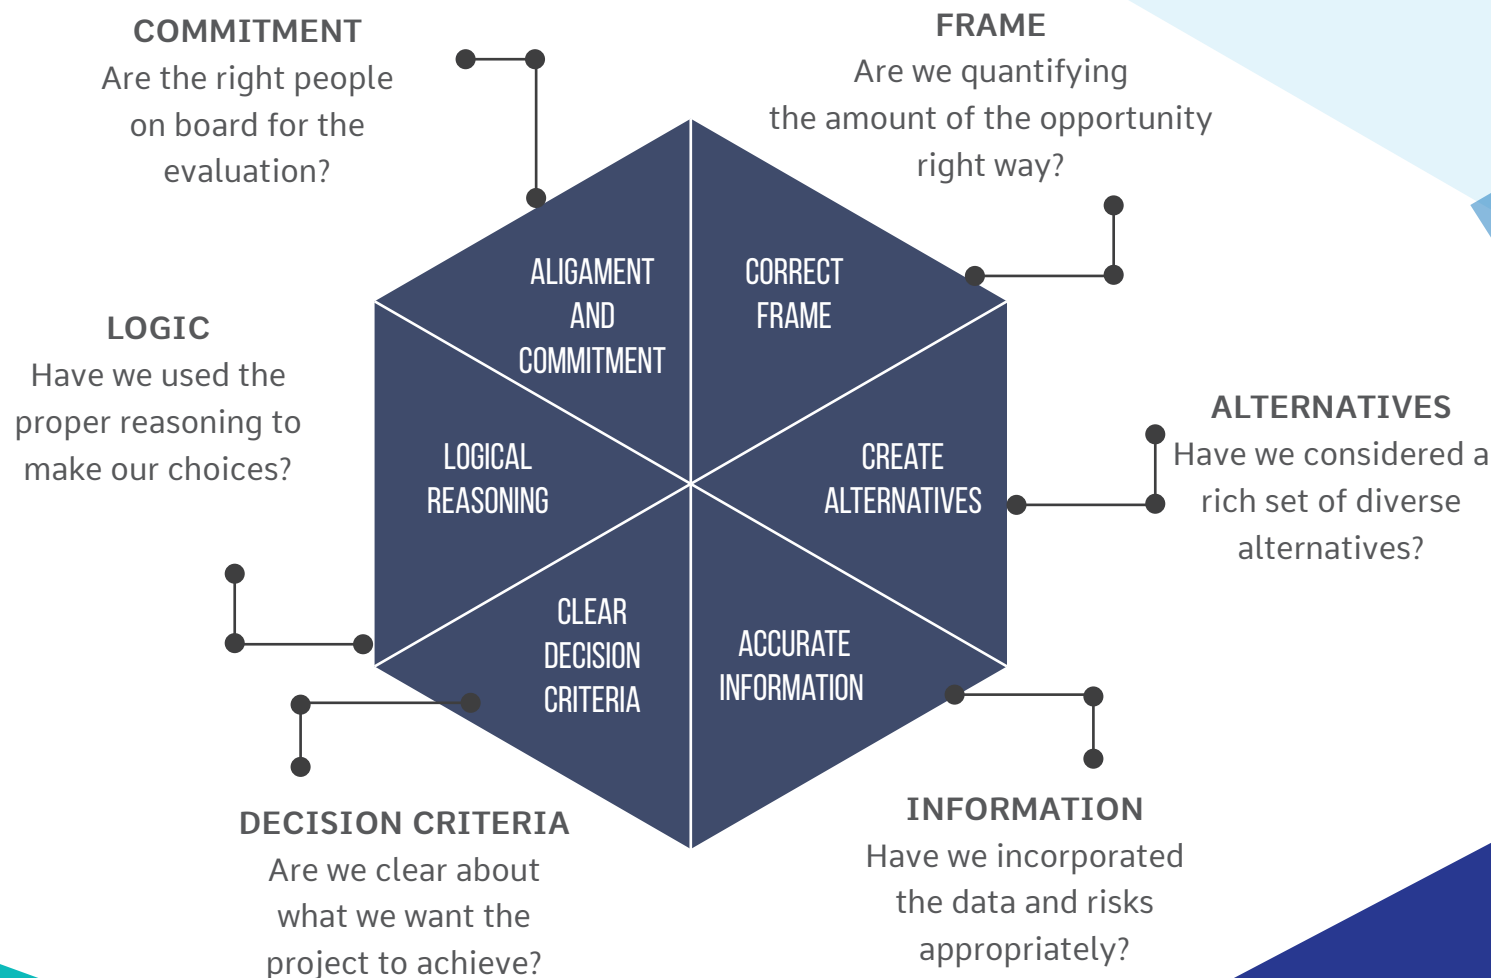 COMMITMENT
Are the right people
on board for the
evaluation?
FRAME
Are we quantifying
the amount of the opportunity
right way?
ALIGAMENT
AND
COMMITMENT
CORRECT
FRAME
LOGIC
Have we used the
proper reasoning to
make our choices?
LOGICAL
REASONING
CREATE
ALTERNATIVES
ALTERNATIVES
Have we considered a
rich set of diverse
alternatives?
CLEAR
DECISION
CRITERIA
ACCURATE
INFORMATION
DECISION CRITERIA
Are we clear about
what we want the
project to achieve?
INFORMATION
Have we incorporated
the data and risks
appropriately?